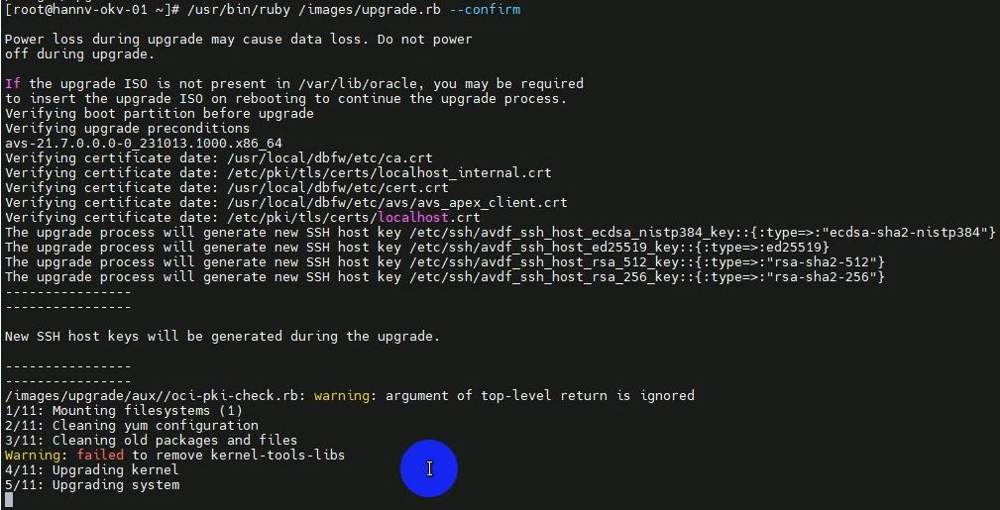 [root@hannv-okv-01 ~]# /usr/bin/ruby /images/upgrade.rb --confirm
Power loss during upgrade may cause data loss. Do not power
off during upgrade.
If the upgrade ISO is not present in /var/lib/oracle, you may be required
to insert the upgrade ISO on rebooting to continue the upgrade process.
Verifying boot partition before upgrade
Verifying upgrade preconditions
avs-21.7.0.0.0-0_231013.1000.x86_64
Verifying certificate date: /usr/local/dbfw/etc/ca.crt
Verifying certificate date: /etc/pki/tls/certs/localhost_internal.crt
Verifying certificate date: /usr/local/dbfw/etc/cert.crt
Verifying certificate date: /usr/local/dbfw/etc/avs/avs_apex_client.crt
Verifying certificate date: /etc/pki/tls/certs/localhost.crt
The upgrade process will generate new SSH host key /etc/ssh/avdf_ssh_host_ecdsa_nistp384_key::{:type=>:"ecdsa-sha2-nistp384"}
The upgrade process will generate new SSH host key /etc/ssh/avdf_ssh_host_ed25519_key::{:type=>:ed25519}
The upgrade process will generate new SSH host key /etc/ssh/avdf_ssh_host_rsa_512_key::{:type=>:"rsa-sha2-512"}
The upgrade process will generate new SSH host key /etc/ssh/avdf_ssh_host_rsa_256_key::{:type=>:"rsa-sha2-256"}
----------------
----------------
New SSH host keys will be generated during the upgrade.
----------------
----------------
/images/upgrade/aux//oci-pki-check.rb: warning: argument of top-level return is ignored
1/11: Mounting filesystems (1)
2/11: Cleaning yum configuration
3/11: Cleaning old packages and files
Warning: failed to remove kernel-tools-libs
4/11: Upgrading kernel
5/11: Upgrading system